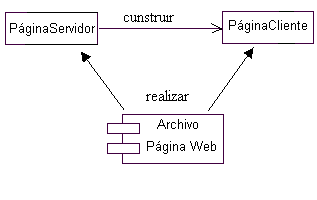 cunstruir
PáginaServidor
PáginaCliente
realizar
Archivo
Página Web